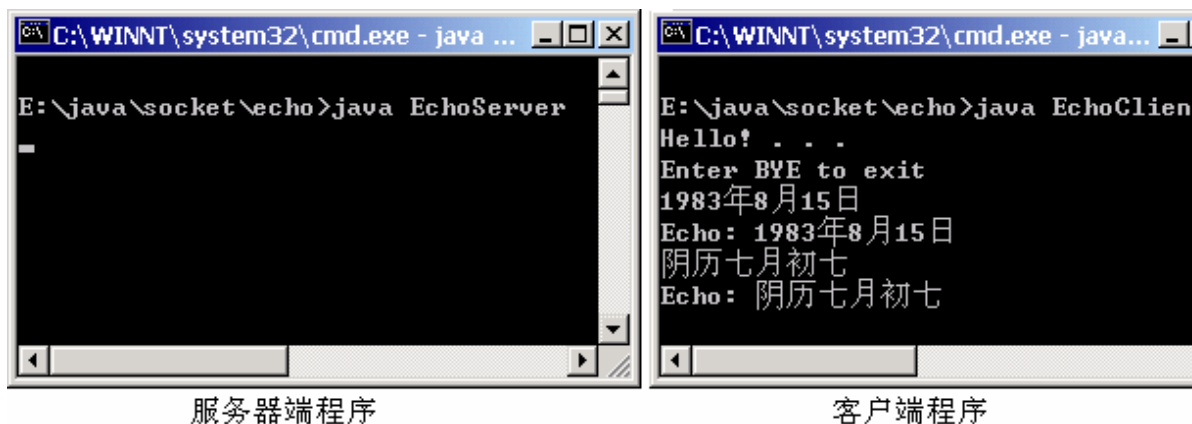 C:\WINNT\system32\cmd.exe - java ...
E:\java\socket\echo>java EchoServer
服务器端程序
C:\WINNT\system32\cmd.exe - java...
E:\java\socket\echo>java EchoClien
Hello! . . .
Enter BYE to exit
1983年8月15日
Echo: 1983年8月15日
阴历七月初七
Echo: 阴历七月初七
客户端程序